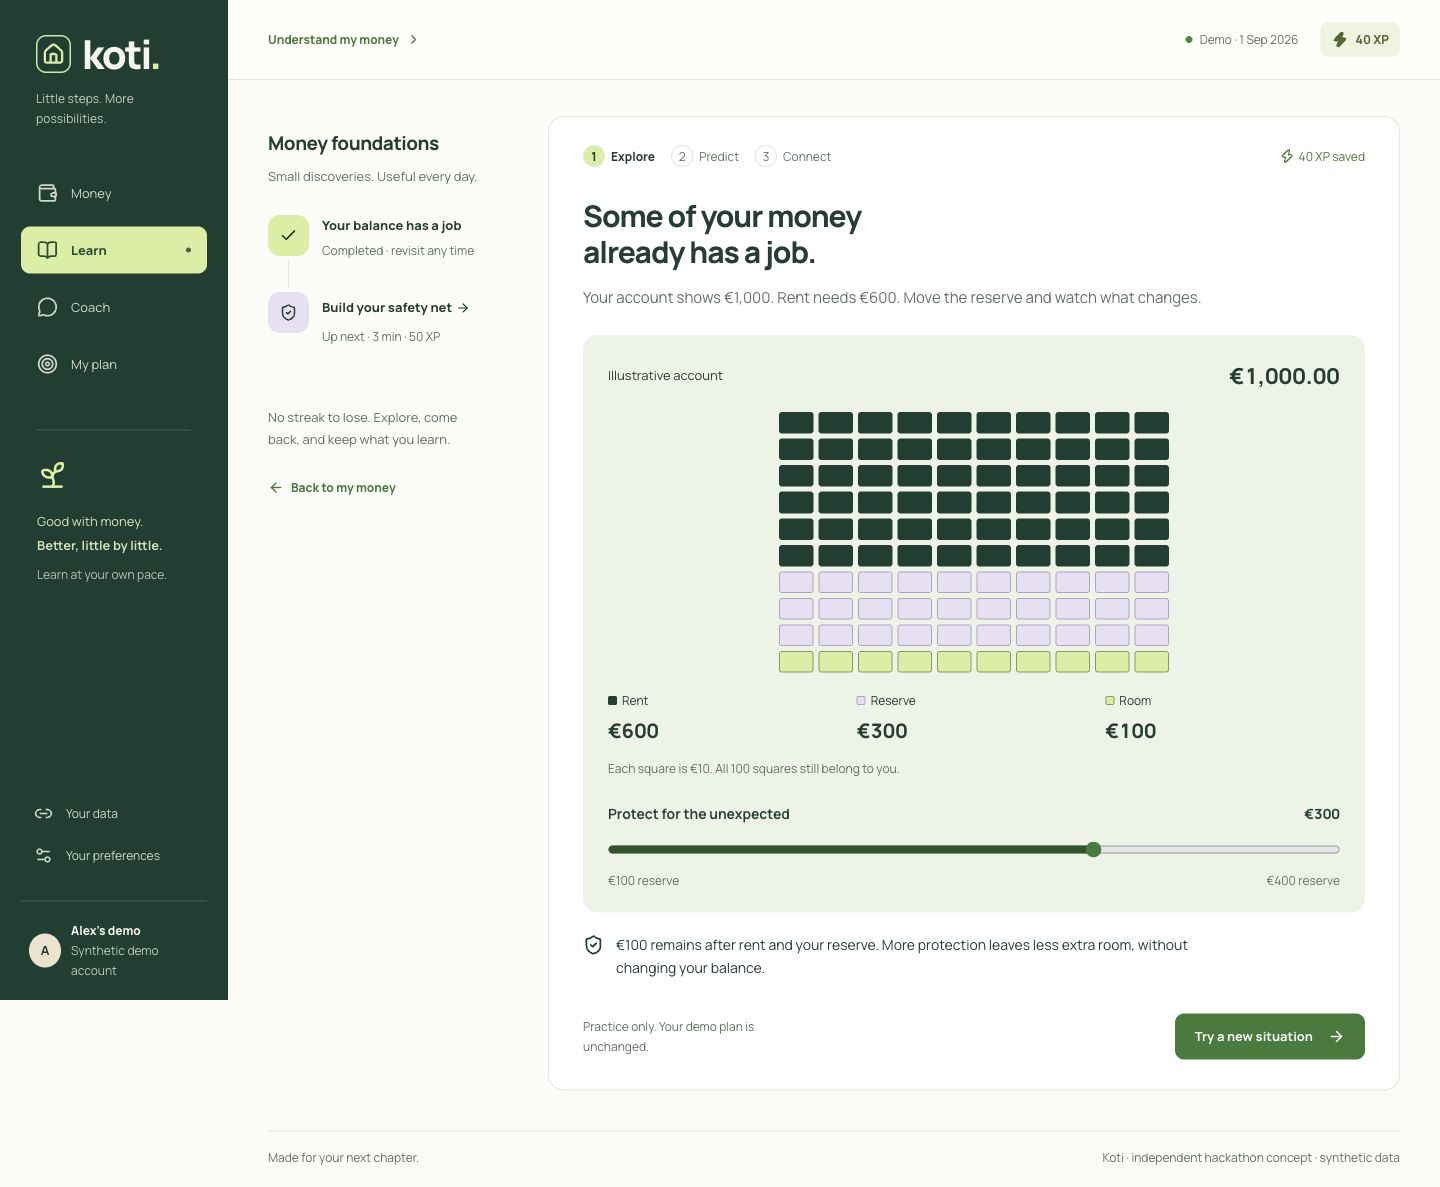 koti.
Little steps. More
possibilities.
Money
Learn
Coach
My plan
Good with money.
Better, little by little.
Learn at your own pace.
Your data
Your preferences
A
Alex's demo
Synthetic demo
account
Understand my money
Demo · 1 Sep 2026
40 XP
Money foundations
Small discoveries. Useful every day.
Your balance has a job
Completed · revisit any time
Build your safety net →
Up next · 3 min · 50 XP
No streak to lose. Explore, come
back, and keep what you learn.
← Back to my money
1 Explore 2 Predict 3 Connect
40 XP saved
Some of your money
already has a job.
Your account shows €1,000. Rent needs €600. Move the reserve and watch what changes.
Illustrative account
€1,000.00
Rent Reserve Room
€600 €300 €100
Each square is €10. All 100 squares still belong to you.
Protect for the unexpected
€300
€100 reserve
€400 reserve
€100 remains after rent and your reserve. More protection leaves less extra room, without
changing your balance.
Practice only. Your demo plan is
unchanged.
Try a new situation →
Made for your next chapter.
Koti · independent hackathon concept · synthetic data